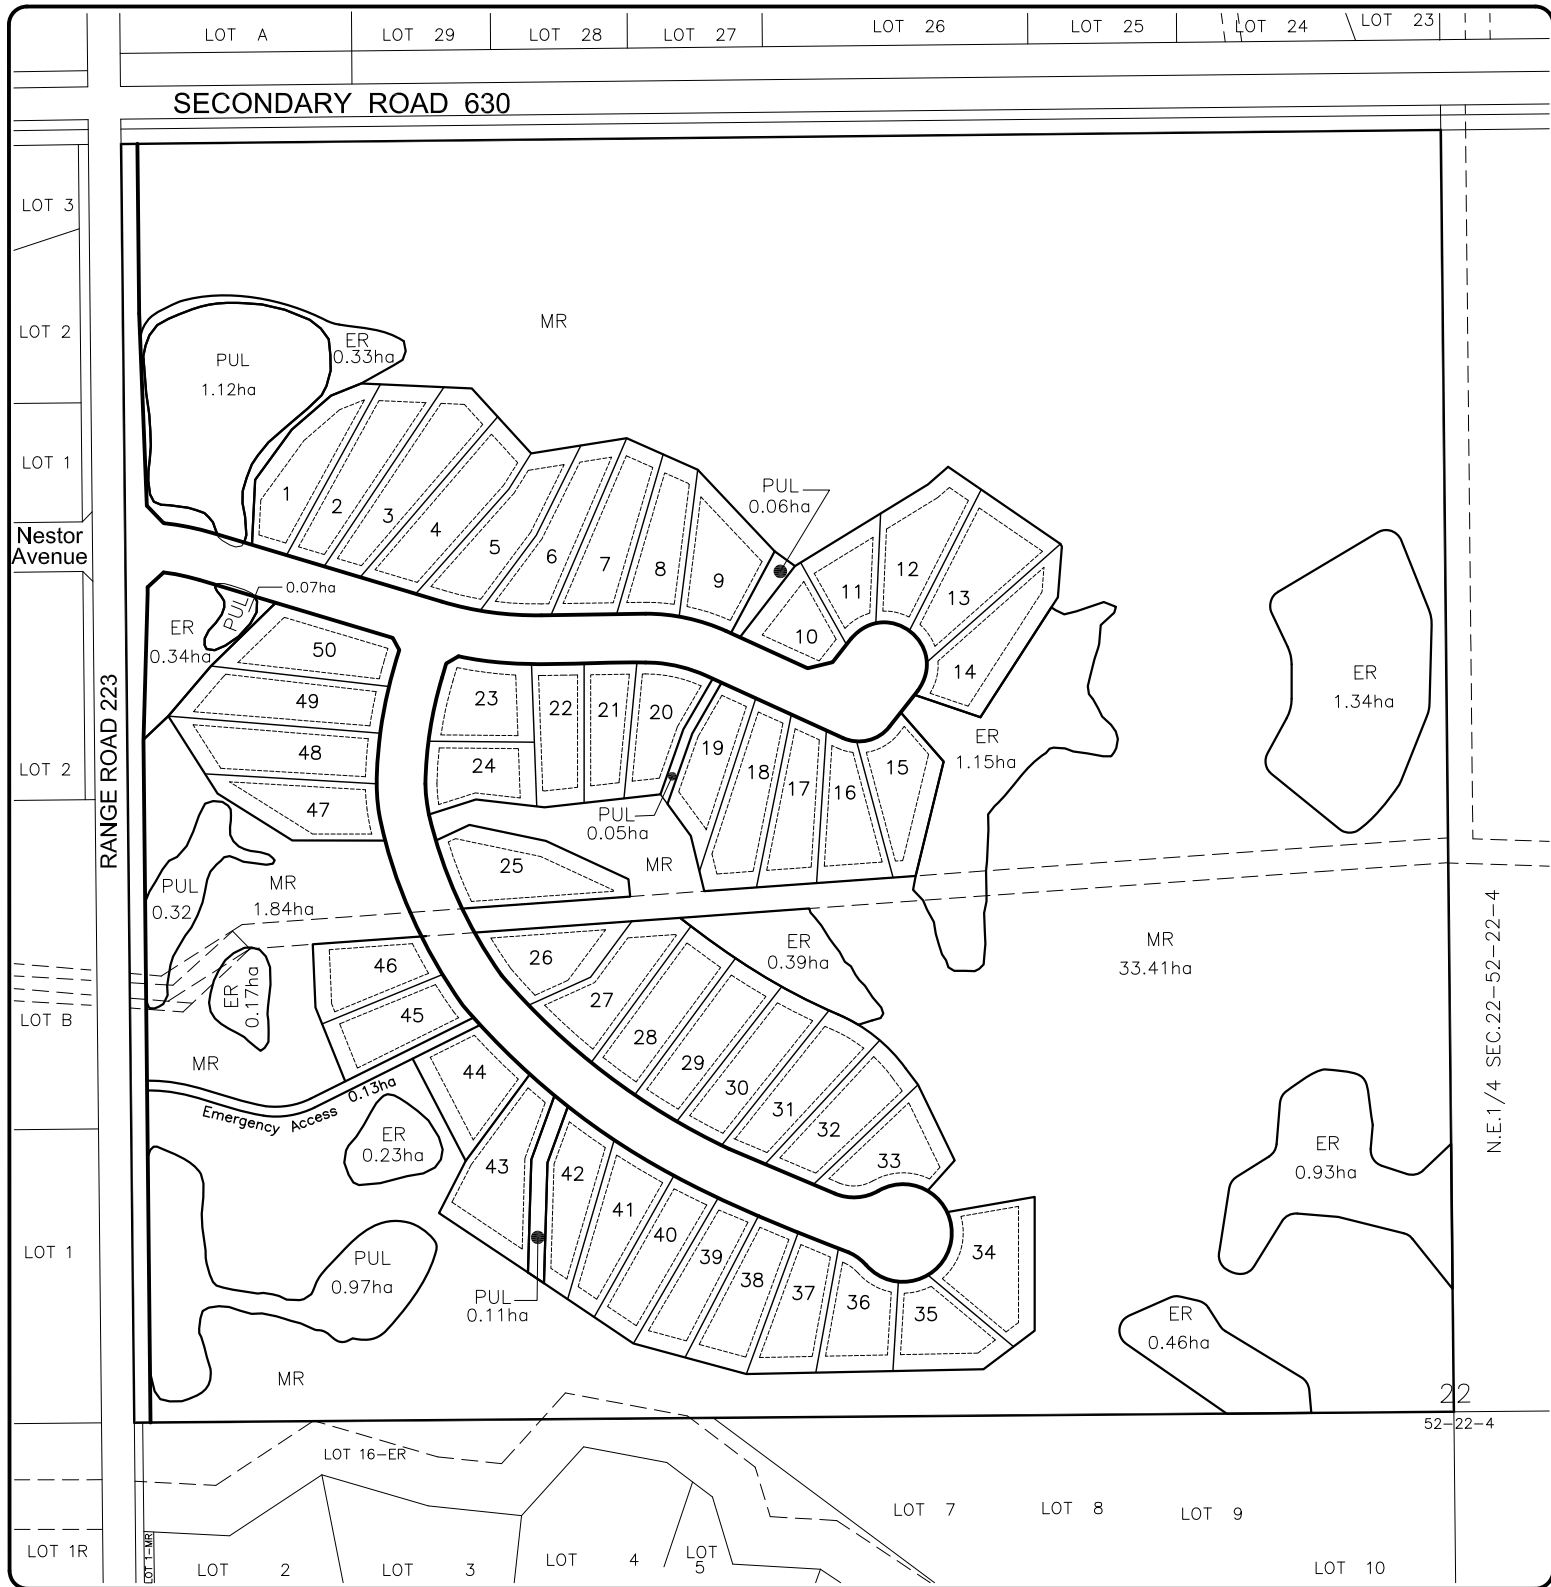 LOT A
LOT 29
LOT 28
LOT 27
LOT 26
LOT 25
LOT 24
LOT 23
SECONDARY ROAD 630
LOT 3
LOT 2
LOT 1
Nestor
Avenue
LOT 2
LOT B
LOT 1
LOT 1R
RANGE ROAD 223
MR
PUL
1.12ha
ER
0.33ha
1
2
3
4
5
6
7
8
9
PUL
0.06ha
10
11
12
13
14
ER
1.34ha
0.07ha
PUL
ER
0.34ha
50
49
48
47
23
24
22
21
20
19
18
17
16
15
ER
1.15ha
PUL
0.05ha
MR
25
PUL
0.32
MR
1.84ha
ER
0.39ha
MR
33.41ha
N.E.1/4 SEC.22-52-22-4
46
45
44
26
27
28
29
30
31
32
33
ER
0.17ha
MR
Emergency Access 0.13ha
ER
0.23ha
ER
0.93ha
43
42
41
40
39
38
37
36
35
34
PUL
0.97ha
PUL
0.11ha
ER
0.46ha
MR
22
52-22-4
LOT 16-ER
LOT 1-MR
LOT 2
LOT 3
LOT 4
LOT
5
LOT 7
LOT 8
LOT 9
LOT 10